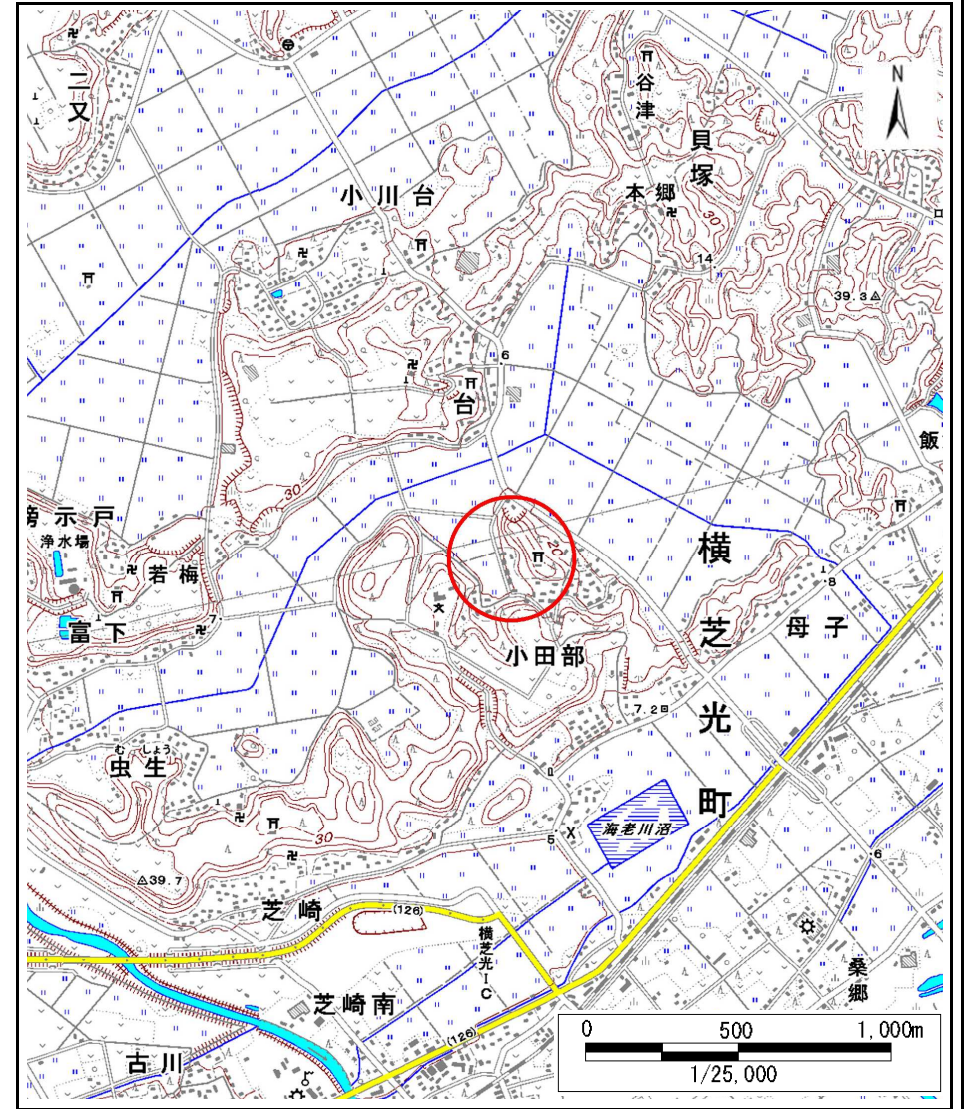 二又
谷津
N
貝塚
本郷
小川台
30
14
39.3
6
台
飯
30
20
傍示戸
浄水場
若梅
横芝光町
1.8
母子
富下
7
小田部
7.2
むしょう
虫生
海老川沼
30
5
6
39.7
芝崎
(126)
横芝光IC
桑郷
芝崎南
(126)
古川
0 500 1,000m
1/25,000